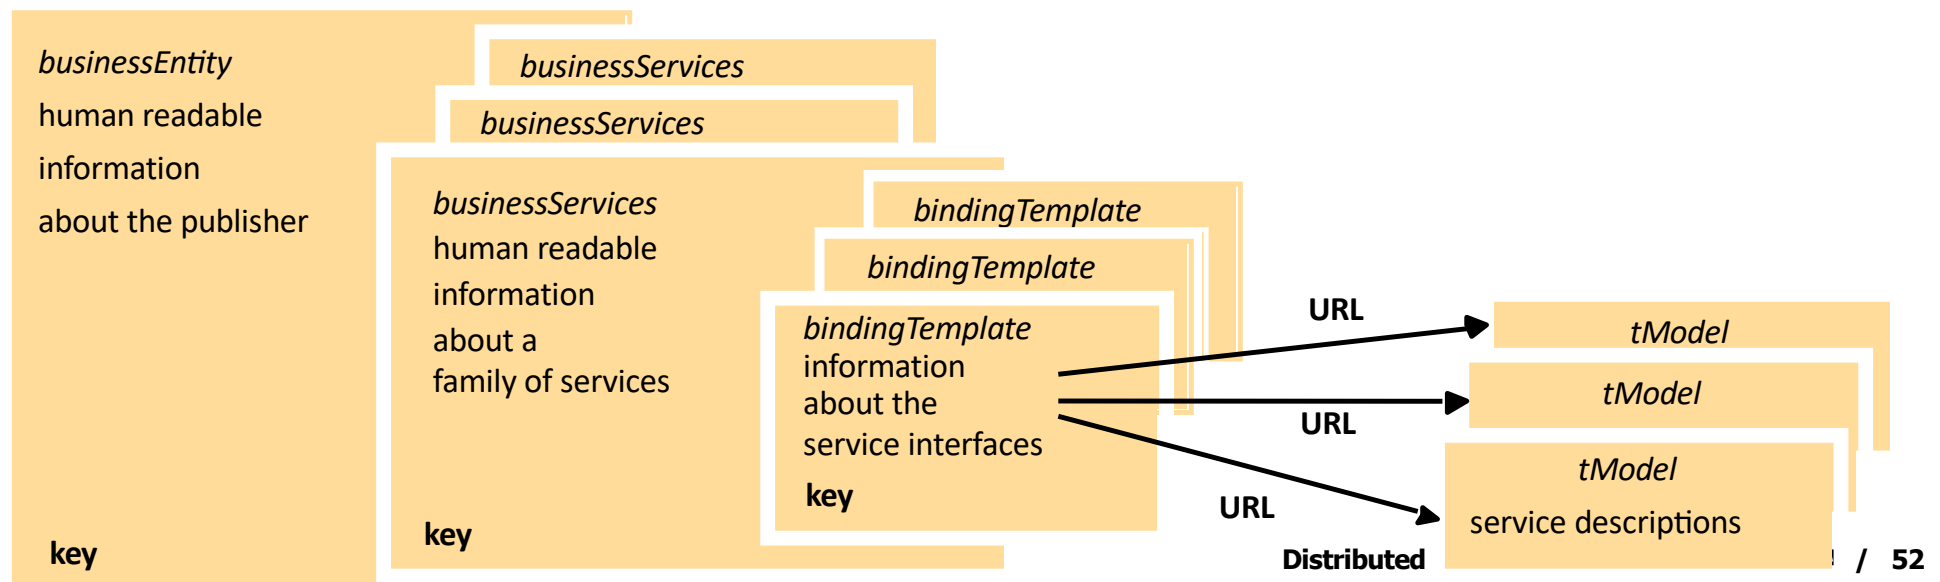 businessEntity
human readable
information
about the publisher
key
businessServices
businessServices
businessServices
human readable
information
about a
family of services
key
bindingTemplate
bindingTemplate
bindingTemplate
information
about the
service interfaces
key
URL
URL
URL
tModel
tModel
tModel
service descriptions
Distributed
/ 52